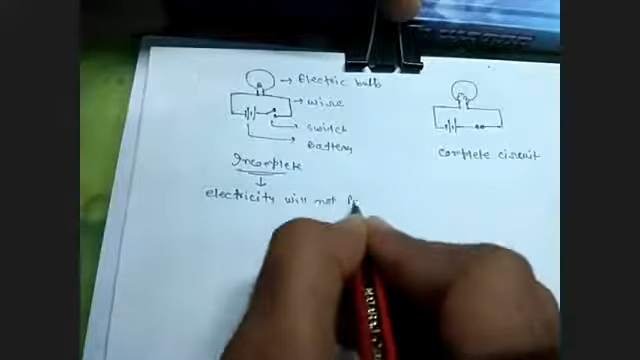 Electric bulb
wire
switch
Battery
Incomplete
electricity will not
complete circuit